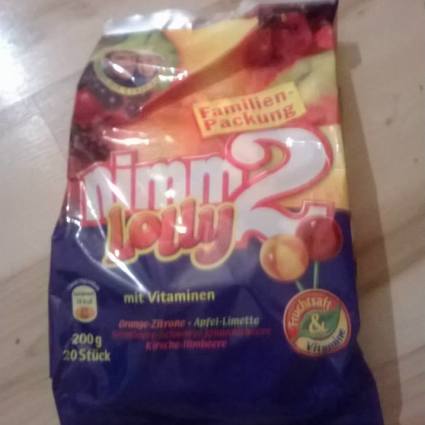 Familien-
Packung
nimm2
Lolly
mit Vitaminen
Orange-Zitrone • Apfel-Limette
Kirsche-Himbeere
200g
20 Stück
Fruchtsaft
&
Vitamine